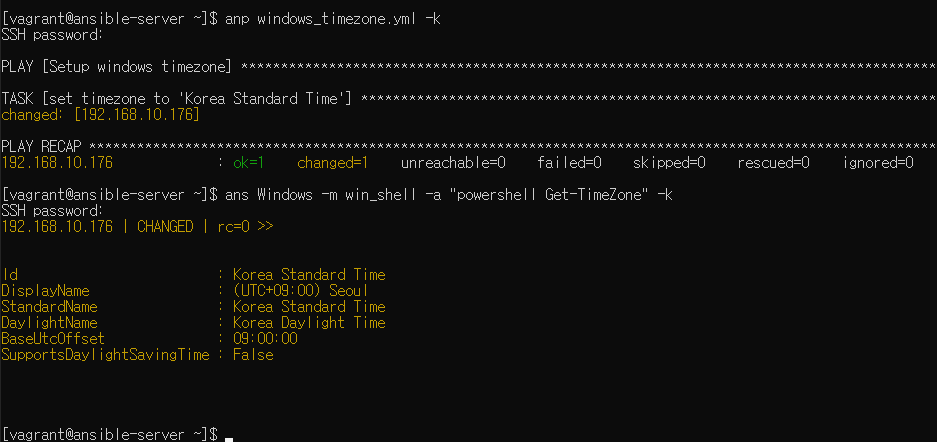 [vagrant@ansible-server ~]$ anp windows_timezone.yml -k
SSH password:
PLAY [Setup windows timezone] ***************************************************************************************
TASK [set timezone to 'Korea Standard Time'] ************************************************************************
changed: [192.168.10.176]
PLAY RECAP **********************************************************************************************************
192.168.10.176             : ok=1    changed=1    unreachable=0    failed=0    skipped=0    rescued=0    ignored=0
[vagrant@ansible-server ~]$ ans Windows -m win_shell -a "powershell Get-TimeZone" -k
SSH password:
192.168.10.176 | CHANGED | rc=0 >>
Id                         : Korea Standard Time
DisplayName                : (UTC+09:00) Seoul
StandardName               : Korea Standard Time
DaylightName               : Korea Daylight Time
BaseUtcOffset              : 09:00:00
SupportsDaylightSavingTime : False
[vagrant@ansible-server ~]$